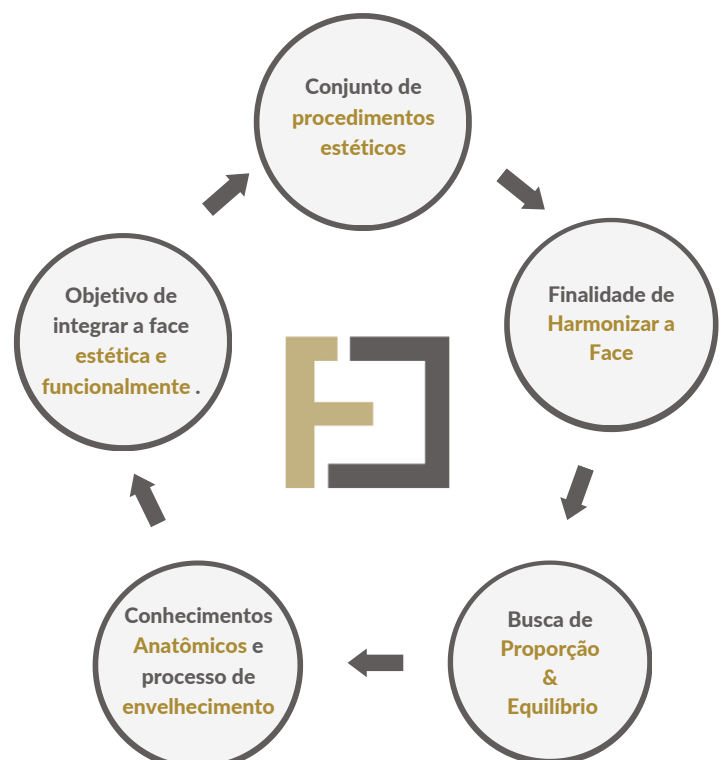 Conjunto de
procedimentos
estéticos
Finalidade de
Harmonizar a
Face
Busca de
Proporção
&
Equilíbrio
Conhecimentos
Anatômicos e
processo de
envelhecimento
Objetivo de
integrar a face
estética e
funcionalmente .